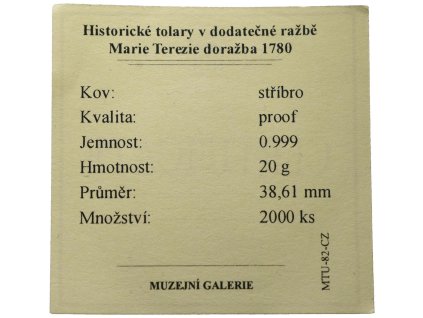 Historické tolary v dodatečné ražbě
Marie Terezie doražba 1780
Kov: stříbro
Kvalita: proof
Jemnost: 0.999
Hmotnost: 20 g
Průměr: 38,61 mm
Množství: 2000 ks
MUZEJNÍ GALERIE
MTU-82-CZ